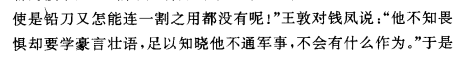 使是铅刀又怎能连一割之用都没有呢！”王敦对钱凤说：“他不知畏
惧却要学豪言壮语，足以知晓他不通军事，不会有什么作为。”于是